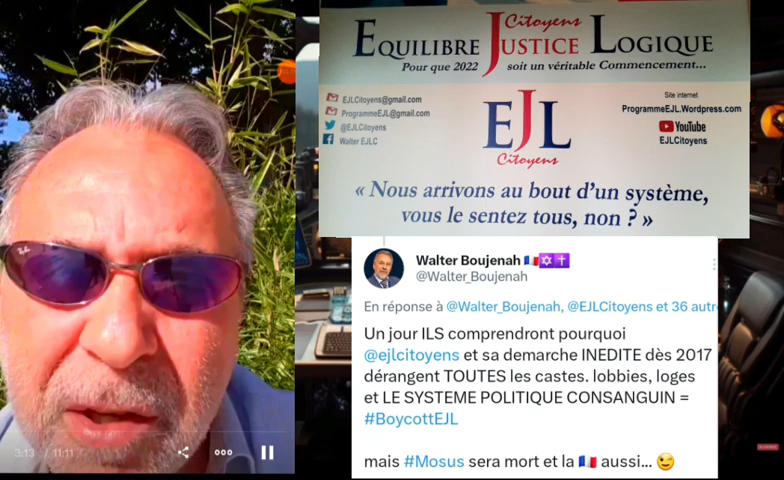 Citoyens
EQUILIBRE JUSTICE LOGIQUE
Pour que 2022 soit un véritable Commencement...
EJLCitoyens@gmail.com
ProgrammeEJL@gmail.com
@EJLCitoyens
Walter EJLC
EJL
Citoyens
Site internet
ProgrammeEJL.Wordpress.com
YouTube
EJLCitoyens
« Nous arrivons au bout d'un système,
vous le sentez tous, non ? »
Ray-Ban
3:13 / 11:11
Walter Boujenah
@Walter_Boujenah
En réponse à @Walter_Boujenah, @EJLCitoyens et 36 autr
Un jour ILS comprendront pourquoi
@ejlcitoyens et sa demarche INEDITE dès 2017
dérangent TOUTES les castes. lobbies, loges
et LE SYSTEME POLITIQUE CONSANGUIN =
#BoycottEJL
mais #Mosus sera mort et la 🇫🇷 aussi... 😉